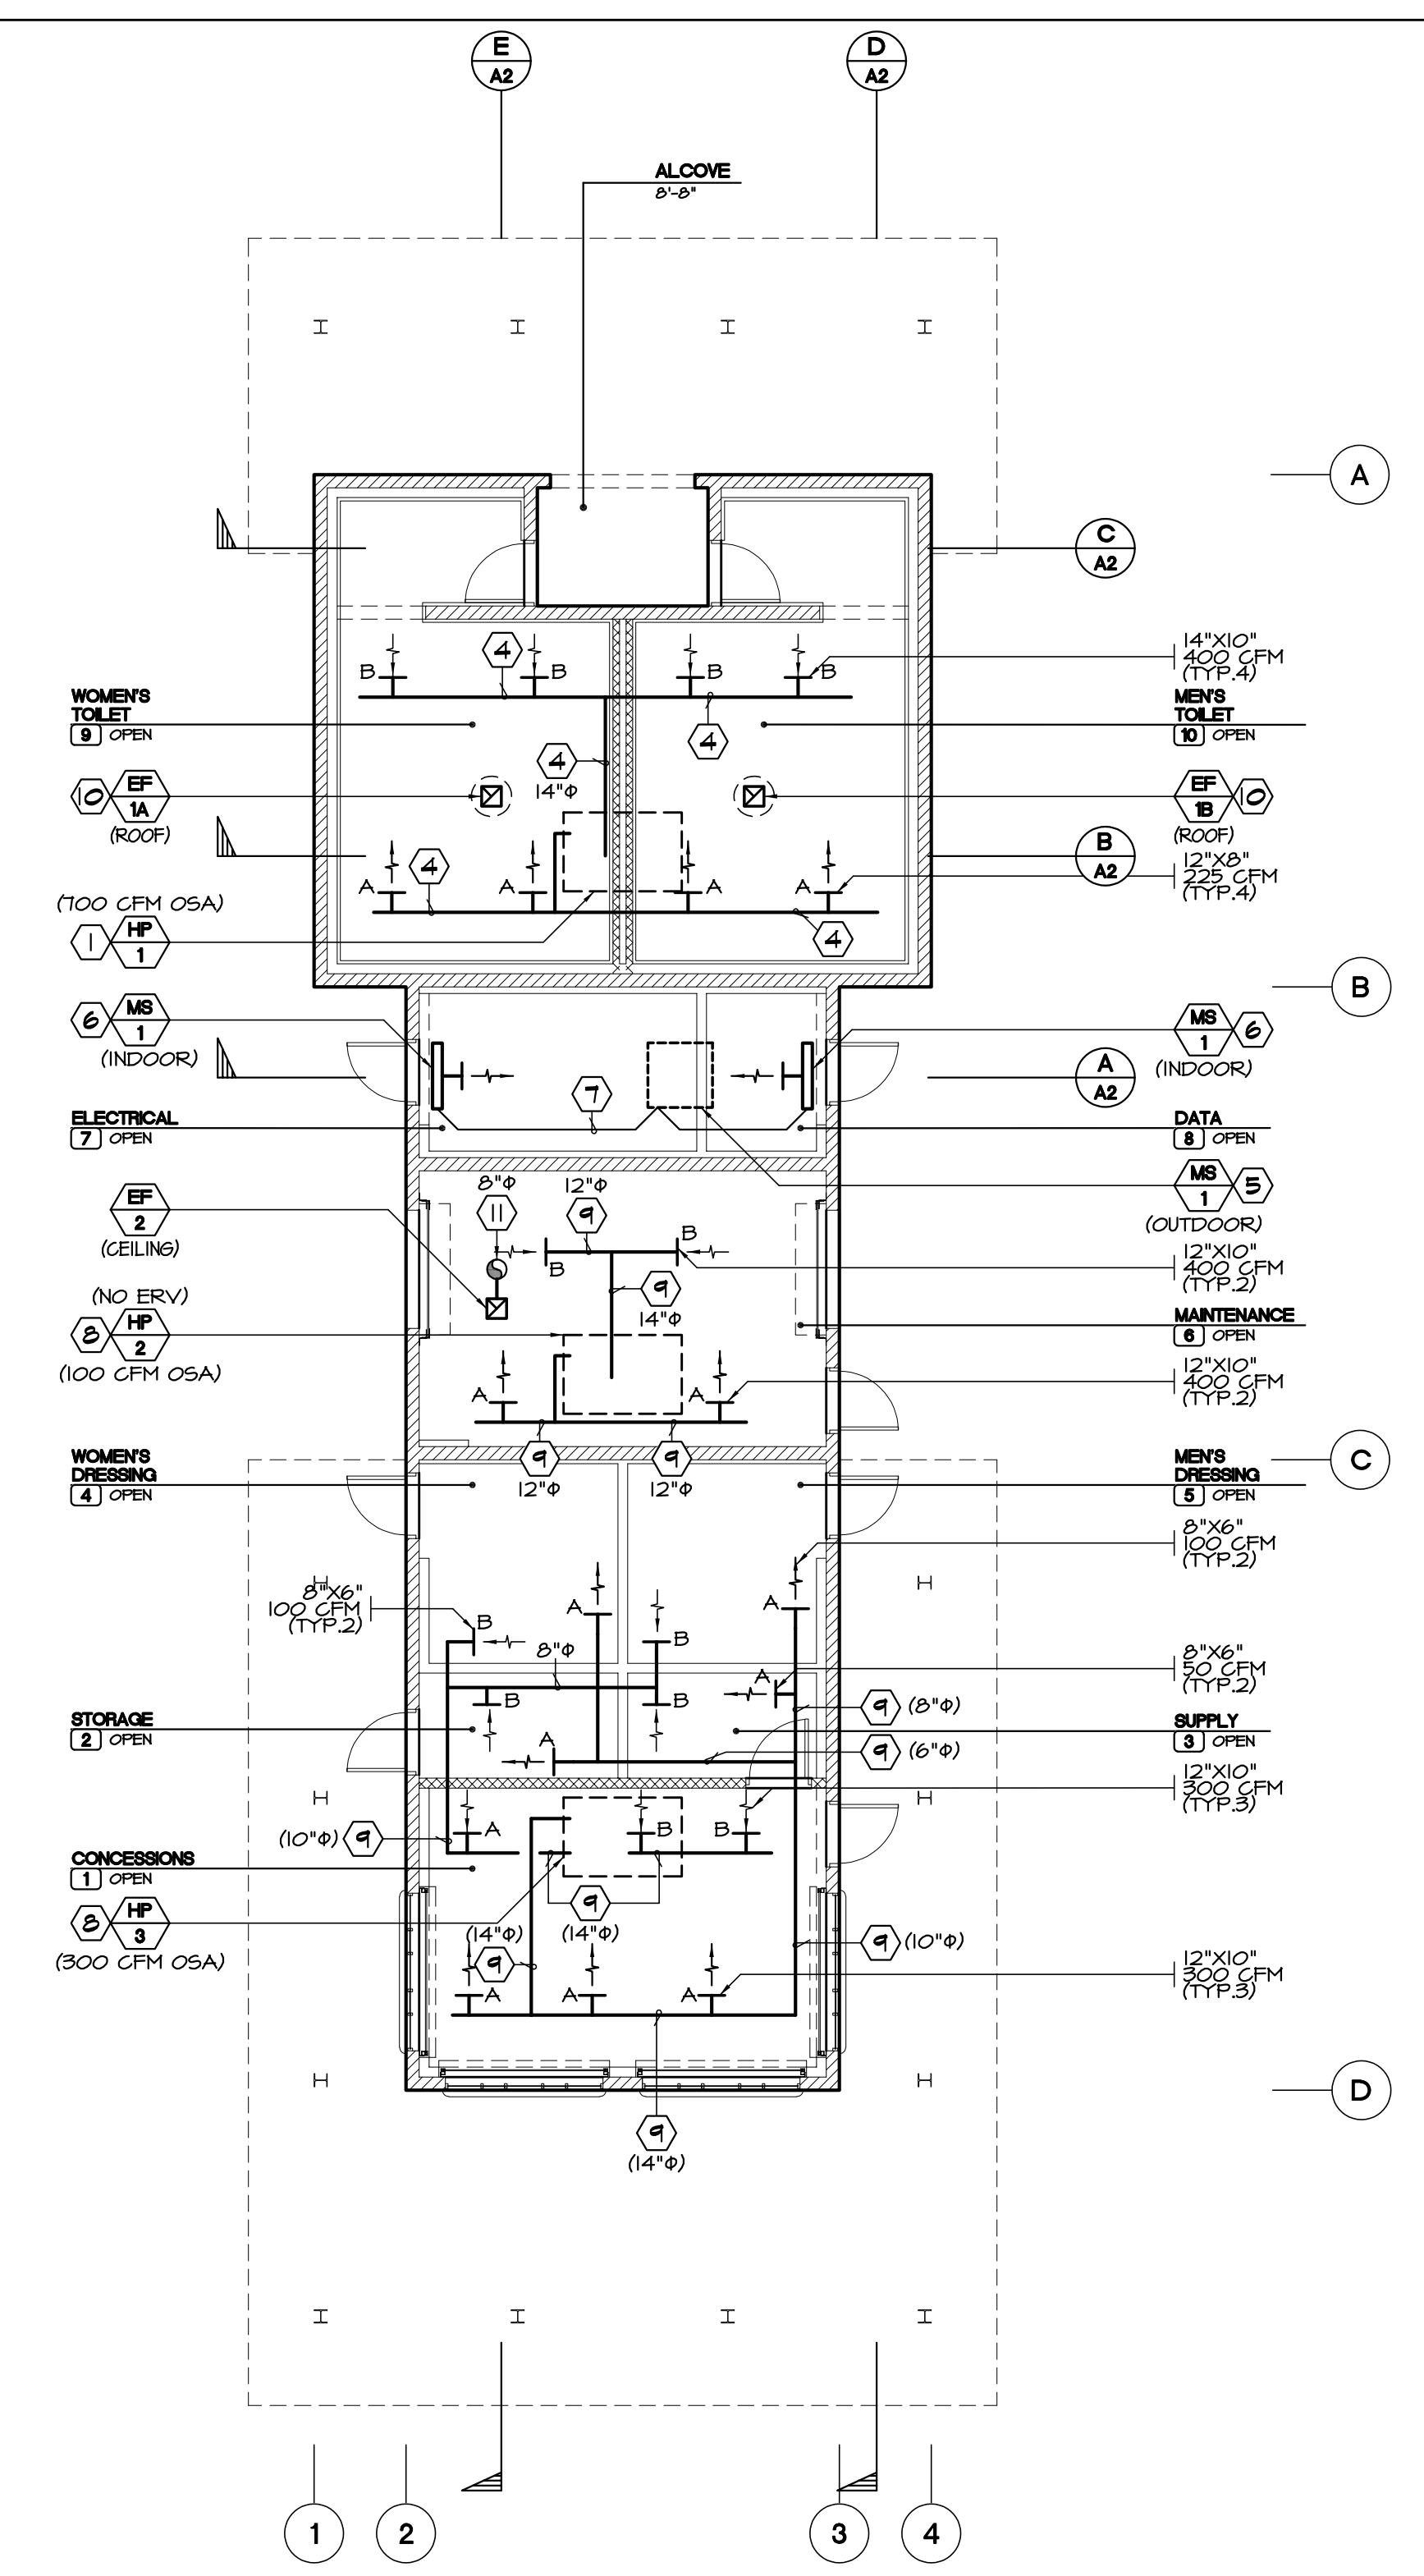 E
A2
D
A2
ALCOVE
8'-8"
A
C
A2
14"X10"
400 CFM
(TYP.4)
4
B
B
B
B
WOMEN'S
TOILET
9 OPEN
MEN'S
TOILET
10 OPEN
4
4
14"Φ
10 EF
1A
(ROOF)
EF 10
1B
(ROOF)
B
A2
12"X8"
225 CFM
(TYP.4)
4
A
A
A
A
(700 CFM OSA)
1 HP
1
4
B
6 MS
1
(INDOOR)
MS 6
1
(INDOOR)
A
A2
7
ELECTRICAL
7 OPEN
DATA
8 OPEN
MS 5
1
(OUTDOOR)
EF
2
(CEILING)
8"Φ
11
12"Φ
9
B
B
12"X10"
400 CFM
(TYP.2)
9
14"Φ
(NO ERV)
8 HP
2
(100 CFM OSA)
MAINTENANCE
6 OPEN
12"X10"
400 CFM
(TYP.2)
A
A
9
12"Φ
9
12"Φ
WOMEN'S
DRESSING
4 OPEN
MEN'S
DRESSING
5 OPEN
C
8"X6"
100 CFM
(TYP.2)
8"X6"
100 CFM
(TYP.2)
A
A
B
B
8"Φ
8"X6"
50 CFM
(TYP.2)
A
B
B
9 (8"Φ)
STORAGE
2 OPEN
SUPPLY
3 OPEN
A
9 (6"Φ)
12"X10"
300 CFM
(TYP.3)
(10"Φ) 9
A
B
B
CONCESSIONS
1 OPEN
8 HP
3
(300 CFM OSA)
9
(14"Φ)
(14"Φ)
9
9 (10"Φ)
12"X10"
300 CFM
(TYP.3)
A
A
A
D
9
(14"Φ)
1
2
3
4